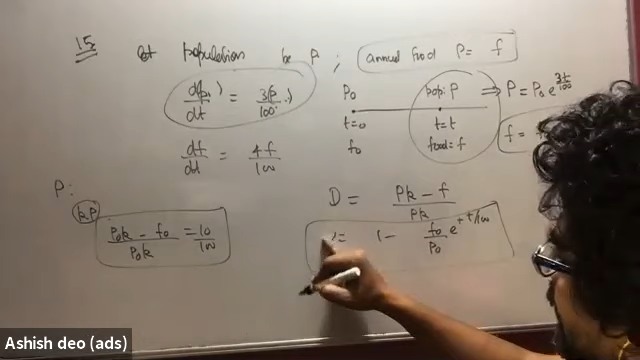 15 Let population be P ; annual food P = f
d(P) / dt = 3P / 100
P₀ pop: P ⇒ P = P₀ e^(3t/100)
t=0 t=t
f₀ food = f f =
df / dt = 4f / 100
P:
kP
D = (Pk − f) / Pk
(P₀k − f₀) / P₀k = 10 / 100
= 1 − (f₀ / P₀) e^(t/100)
Ashish deo (ads)